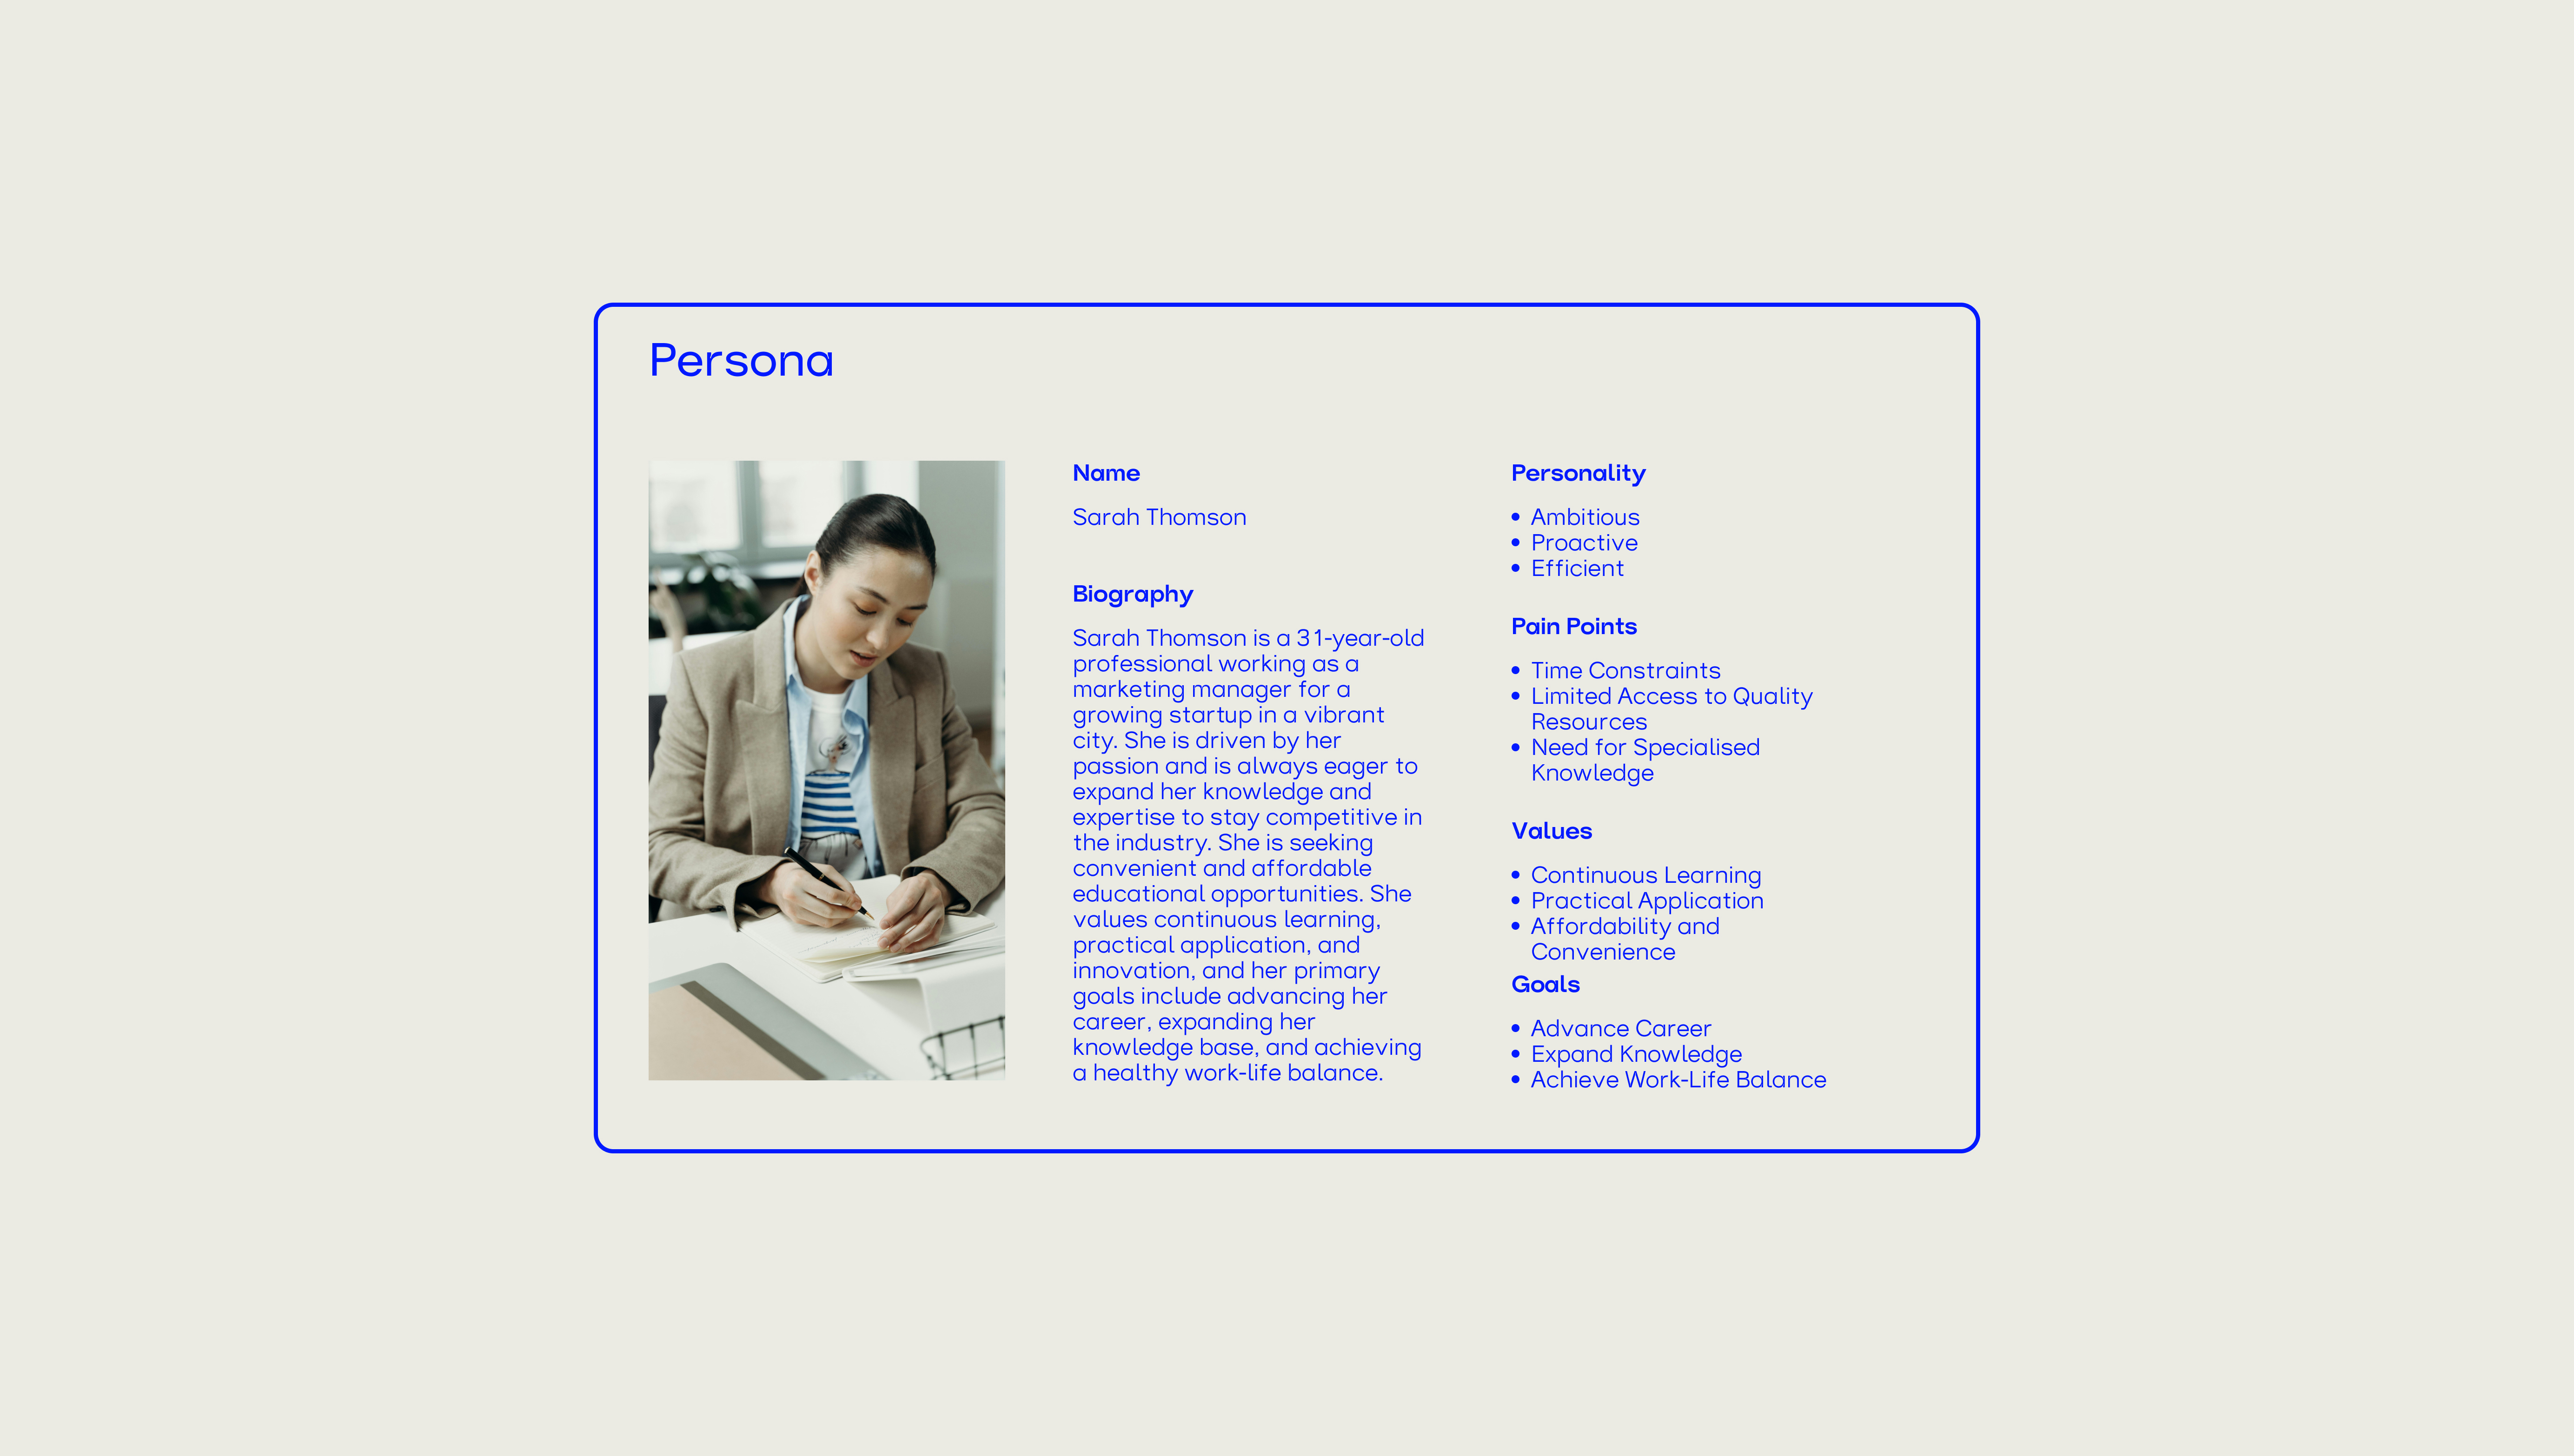 Persona
Name
Sarah Thomson
Biography
Sarah Thomson is a 31-year-old
professional working as a
marketing manager for a
growing startup in a vibrant
city. She is driven by her
passion and is always eager to
expand her knowledge and
expertise to stay competitive in
the industry. She is seeking
convenient and affordable
educational opportunities. She
values continuous learning,
practical application, and
innovation, and her primary
goals include advancing her
career, expanding her
knowledge base, and achieving
a healthy work-life balance.
Personality
• Ambitious
• Proactive
• Efficient
Pain Points
• Time Constraints
• Limited Access to Quality
Resources
• Need for Specialised
Knowledge
Values
• Continuous Learning
• Practical Application
• Affordability and
Convenience
Goals
• Advance Career
• Expand Knowledge
• Achieve Work-Life Balance